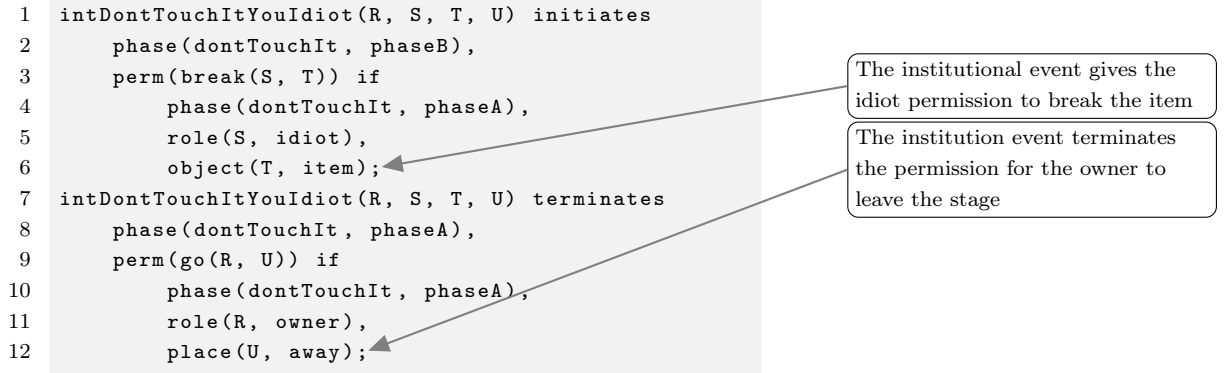 1 intDontTouchItYouIdiot(R, S, T, U) initiates
2 phase(dontTouchIt, phaseB),
3 perm(break(S, T)) if
4 phase(dontTouchIt, phaseA),
5 role(S, idiot),
6 object(T, item);
7 intDontTouchItYouIdiot(R, S, T, U) terminates
8 phase(dontTouchIt, phaseA),
9 perm(go(R, U)) if
10 phase(dontTouchIt, phaseA),
11 role(R, owner),
12 place(U, away);
The institutional event gives the
idiot permission to break the item
The institution event terminates
the permission for the owner to
leave the stage